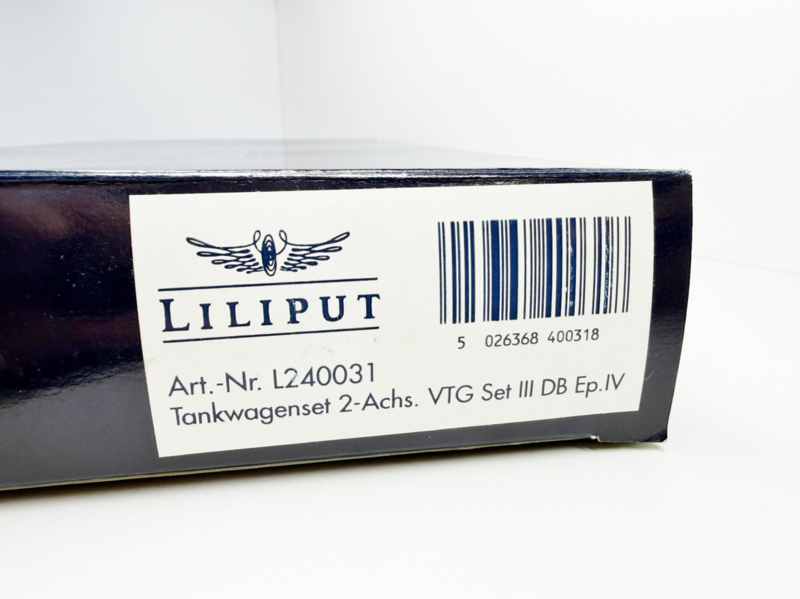 LILIPUT
Art.-Nr. L240031
Tankwagenset 2-Achs. VTG Set III DB Ep.IV
5 026368 400318